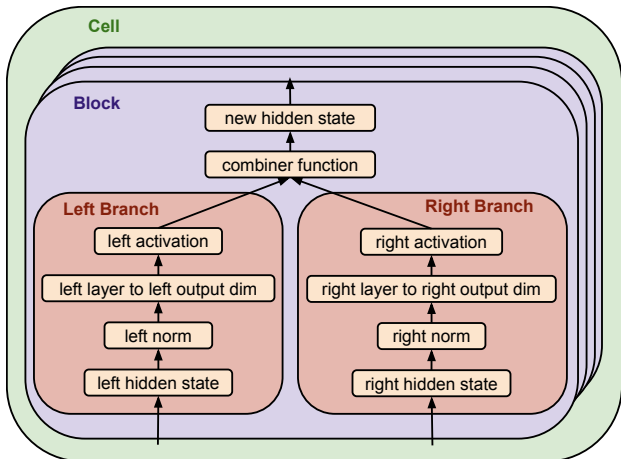 Cell
Block
new hidden state
combiner function
Left Branch
left activation
left layer to left output dim
left norm
left hidden state
Right Branch
right activation
right layer to right output dim
right norm
right hidden state